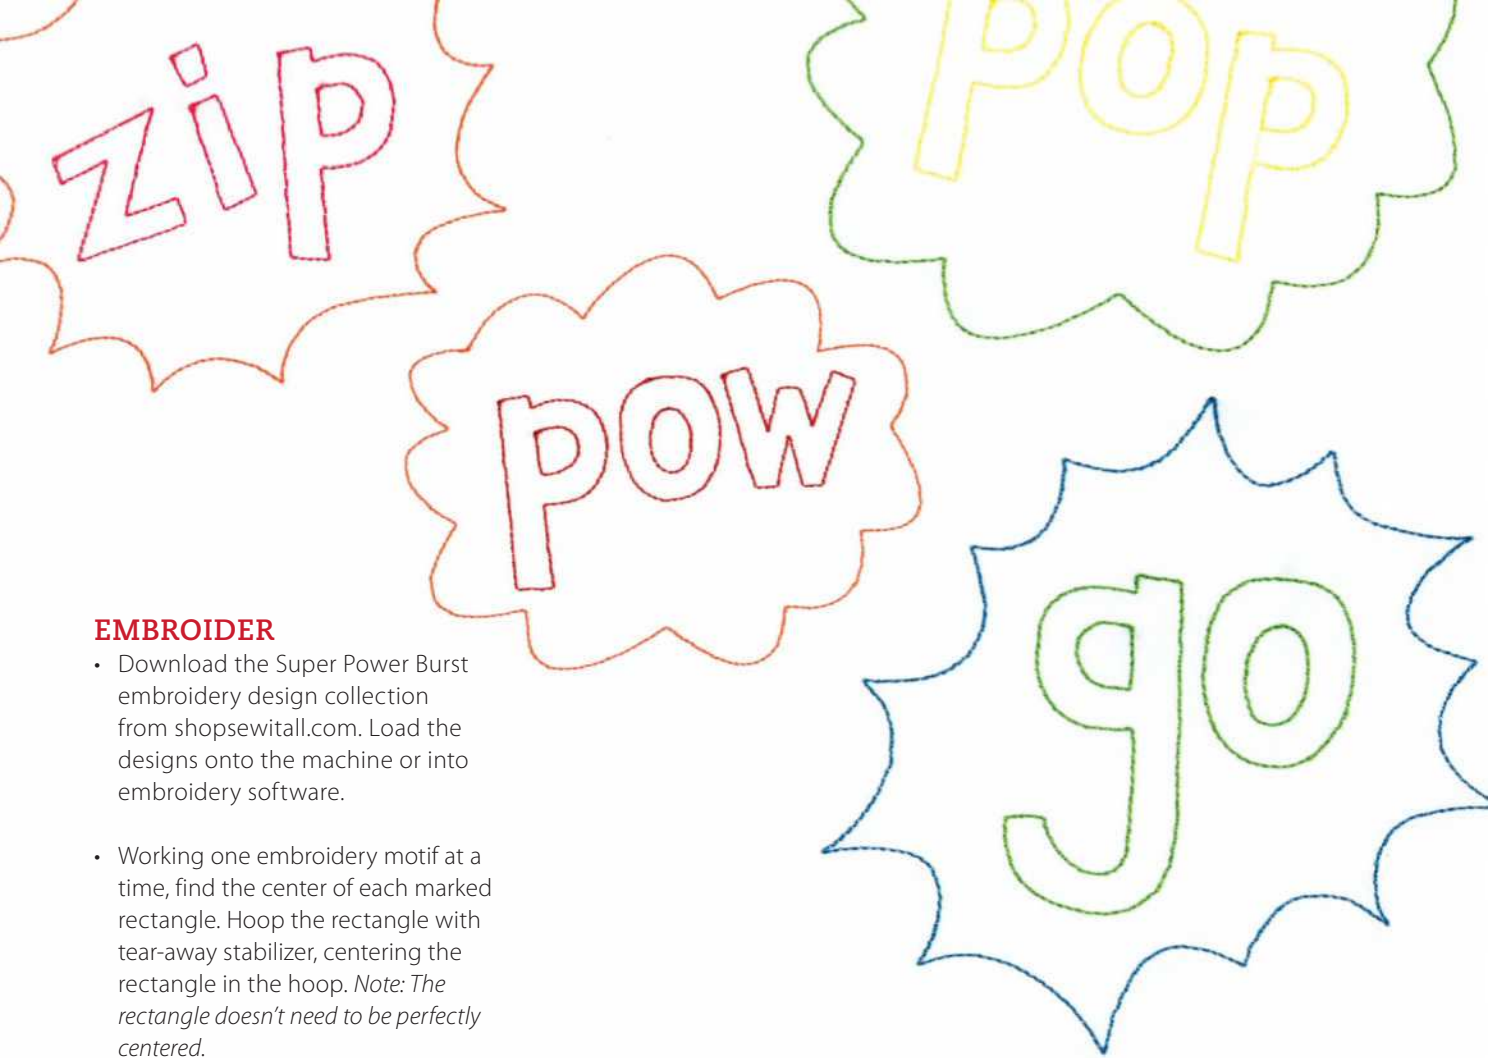 zip
pop
pow
go
EMBROIDER
• Download the Super Power Burst
embroidery design collection
from shopsewitall.com. Load the
designs onto the machine or into
embroidery software.
• Working one embroidery motif at a
time, find the center of each marked
rectangle. Hoop the rectangle with
tear-away stabilizer, centering the
rectangle in the hoop. Note: The
rectangle doesn't need to be perfectly
centered.